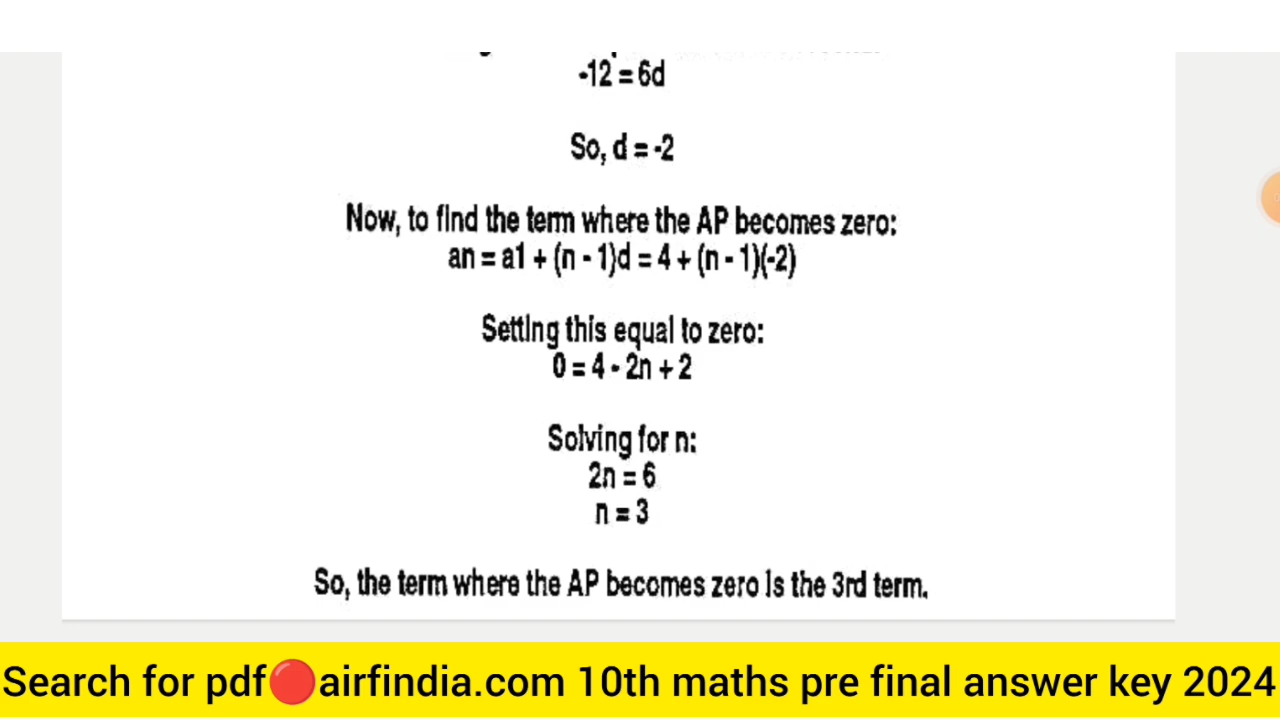 -12 = 6d
So, d = -2
Now, to find the term where the AP becomes zero:
an = a1 + (n - 1)d = 4 + (n - 1)(-2)
Setting this equal to zero:
0 = 4 - 2n + 2
Solving for n:
2n = 6
n = 3
So, the term where the AP becomes zero is the 3rd term.
Search for pdf🔴airfindia.com 10th maths pre final answer key 2024